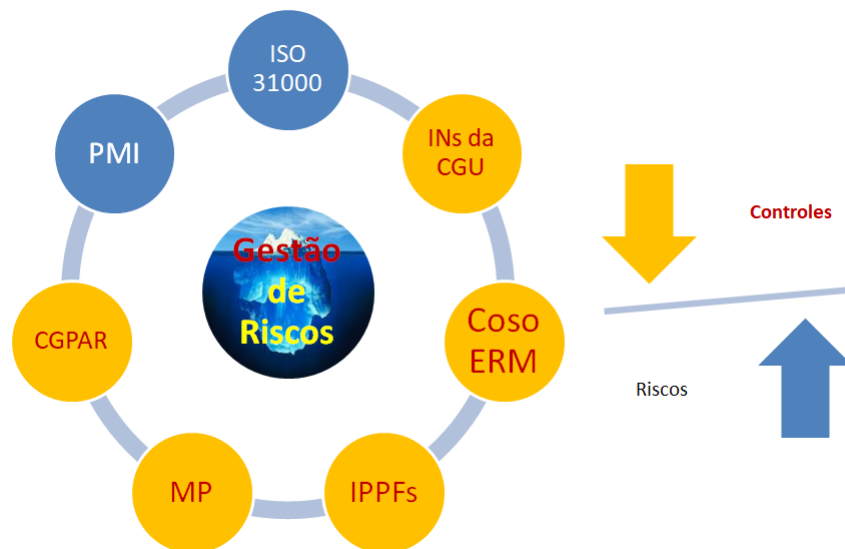 ISO
31000
INs da
CGU
Coso
ERM
IPPFs
MP
CGPAR
PMI
Gestão
de
Riscos
Controles
Riscos